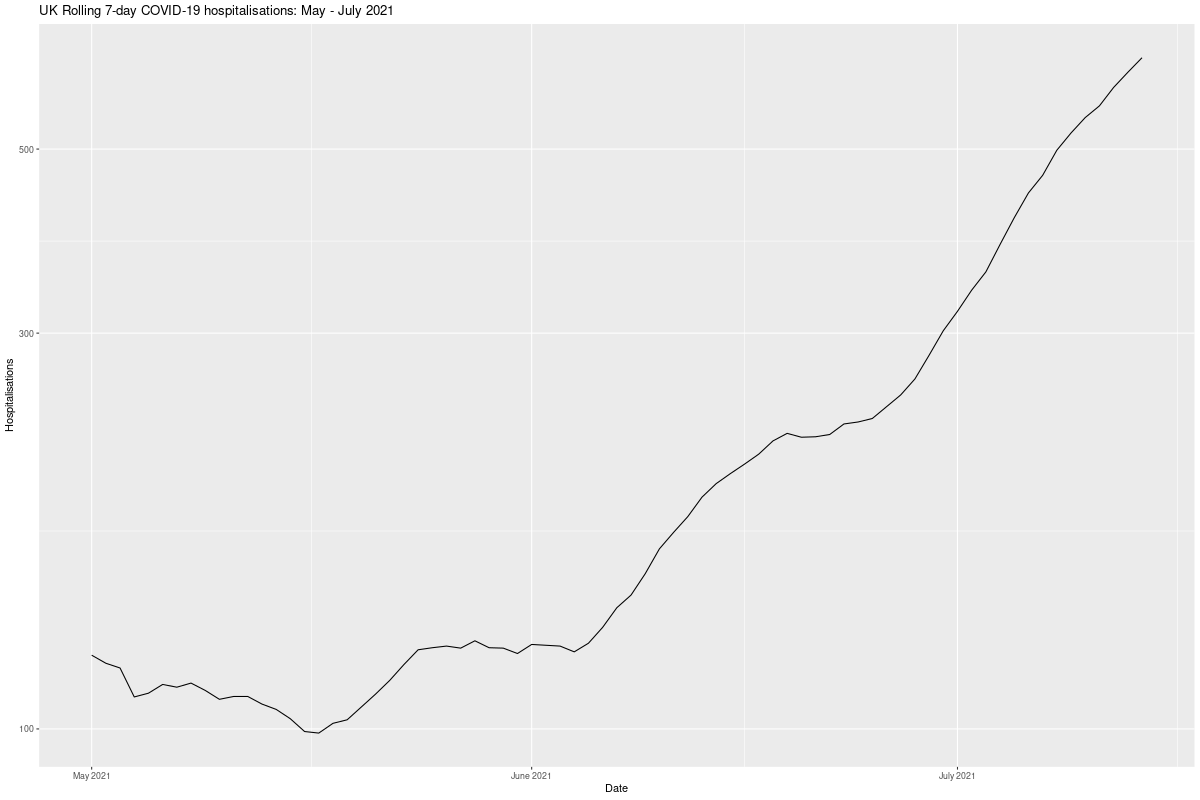 UK Rolling 7-day COVID-19 hospitalisations: May - July 2021
Hospitalisations
500
300
100
May 2021
June 2021
July 2021
Date